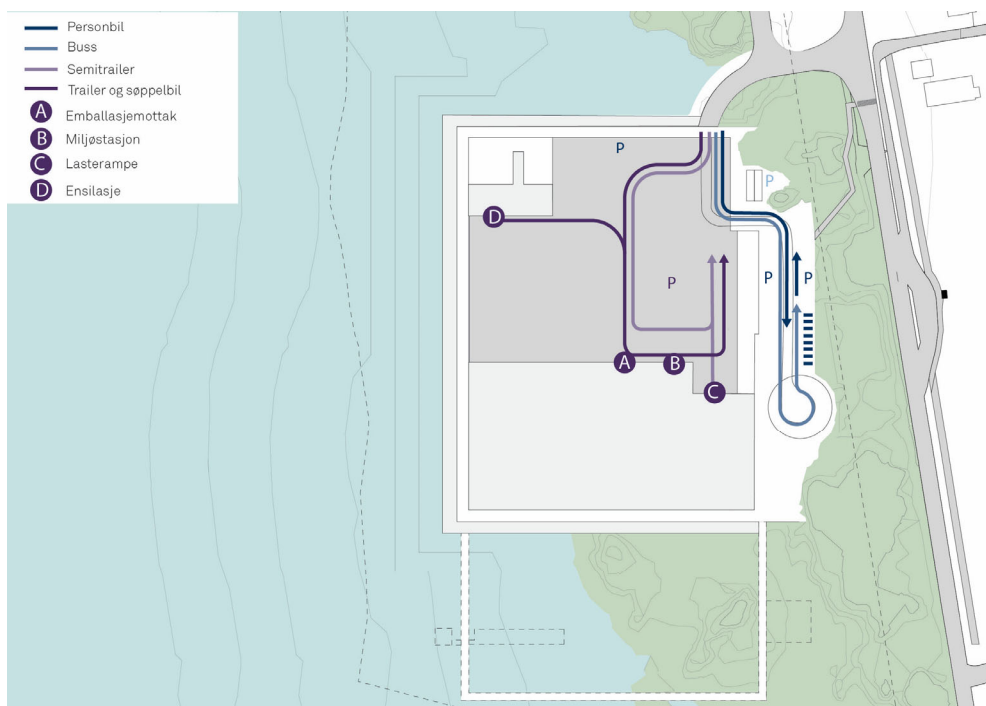 Personbil
Buss
Semitrailer
Trailer og søppelbil
A Emballasjemottak
B Miljøstasjon
C Lasterampe
D Ensilasje
P
P
D
P
P
P
A
B
C